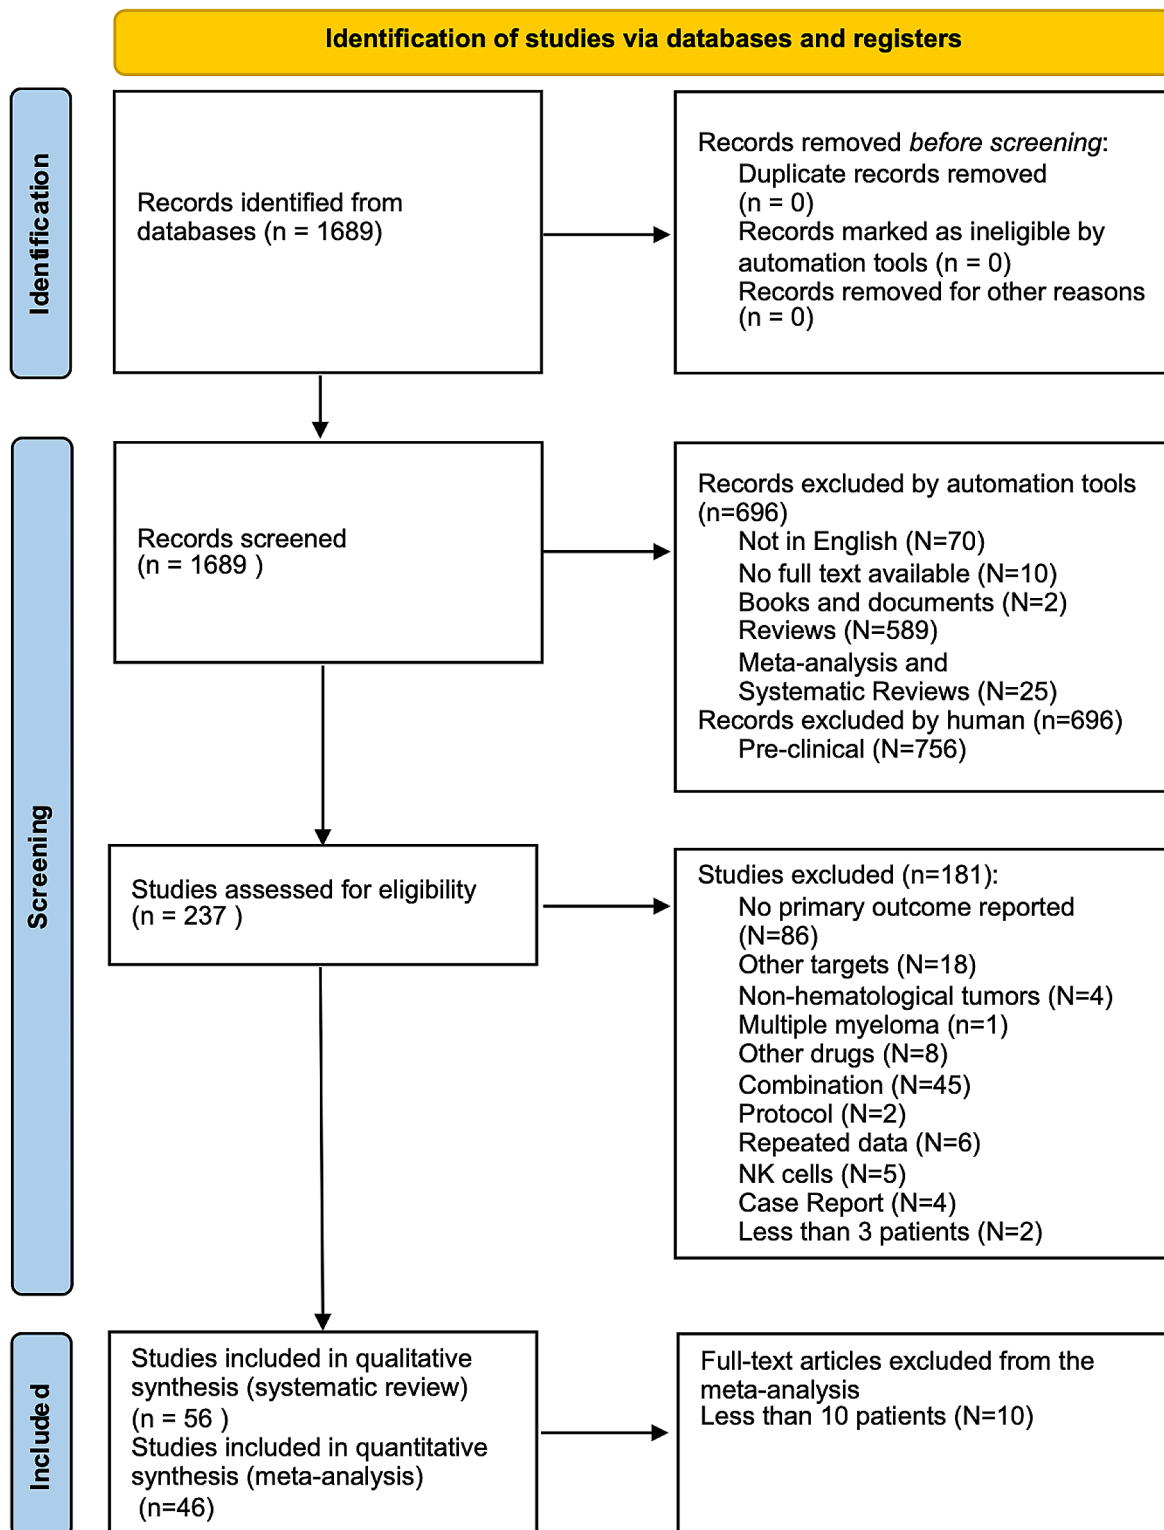 Identification of studies via databases and registers
Identification
Records identified from
databases (n = 1689)
Records removed before screening:
Duplicate records removed
(n = 0)
Records marked as ineligible by
automation tools (n = 0)
Records removed for other reasons
(n = 0)
Screening
Records screened
(n = 1689 )
Records excluded by automation tools
(n=696)
Not in English (N=70)
No full text available (N=10)
Books and documents (N=2)
Reviews (N=589)
Meta-analysis and
Systematic Reviews (N=25)
Records excluded by human (n=696)
Pre-clinical (N=756)
Studies assessed for eligibility
(n = 237 )
Studies excluded (n=181):
No primary outcome reported
(N=86)
Other targets (N=18)
Non-hematological tumors (N=4)
Multiple myeloma (n=1)
Other drugs (N=8)
Combination (N=45)
Protocol (N=2)
Repeated data (N=6)
NK cells (N=5)
Case Report (N=4)
Less than 3 patients (N=2)
Included
Studies included in qualitative
synthesis (systematic review)
(n = 56 )
Studies included in quantitative
synthesis (meta-analysis)
(n=46)
Full-text articles excluded from the
meta-analysis
Less than 10 patients (N=10)